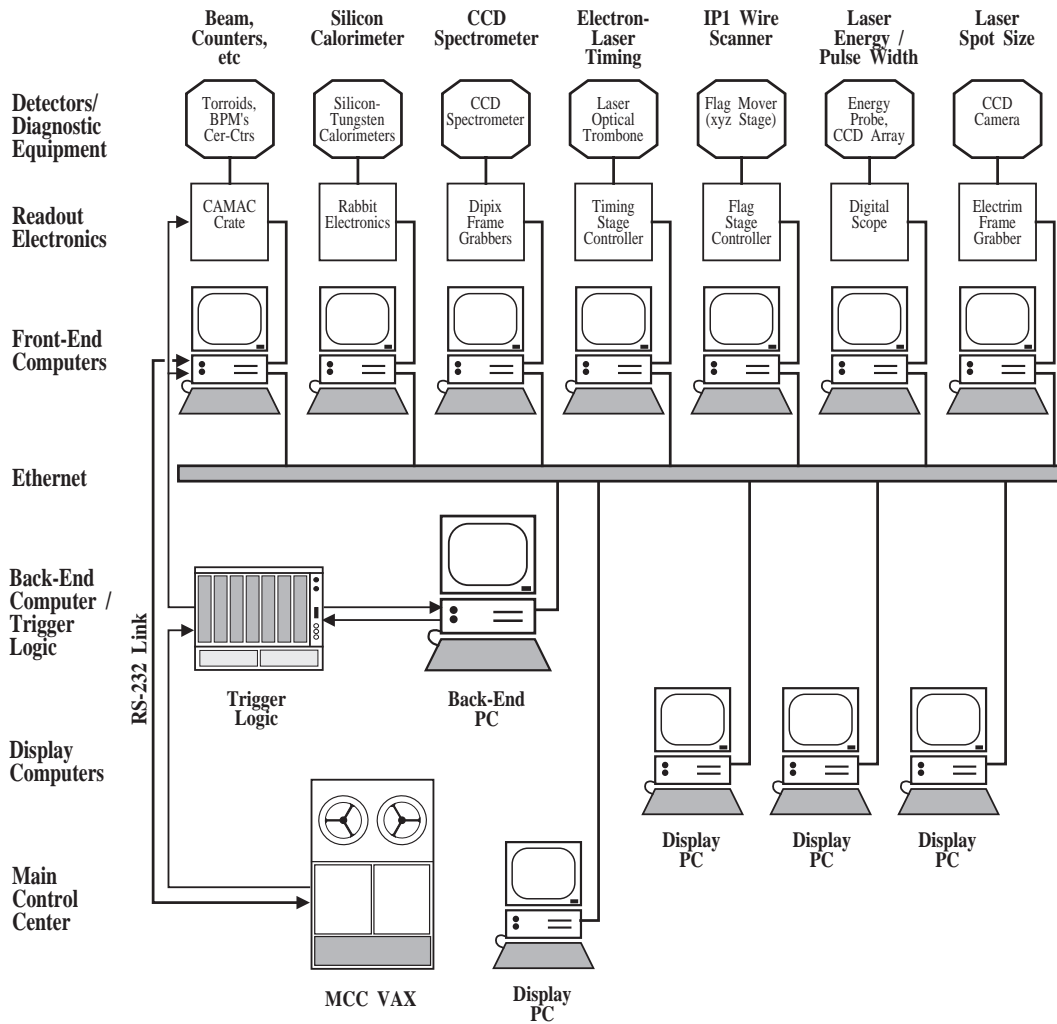 Beam,
Counters,
etc
Silicon
Calorimeter
CCD
Spectrometer
Electron-
Laser
Timing
IP1 Wire
Scanner
Laser
Energy /
Pulse Width
Laser
Spot Size
Detectors/
Diagnostic
Equipment
Torroids,
BPM's
Cer-Ctrs
Silicon-
Tungsten
Calorimeters
CCD
Spectrometer
Laser
Optical
Trombone
Flag Mover
(xyz Stage)
Energy
Probe,
CCD Array
CCD
Camera
Readout
Electronics
CAMAC
Crate
Rabbit
Electronics
Dipix
Frame
Grabbers
Timing
Stage
Controller
Flag
Stage
Controller
Digital
Scope
Electrim
Frame
Grabber
Front-End
Computers
Ethernet
Back-End
Computer /
Trigger
Logic
RS-232 Link
Trigger
Logic
Back-End
PC
Display
Computers
Display
PC
Display
PC
Display
PC
Main
Control
Center
MCC VAX
Display
PC